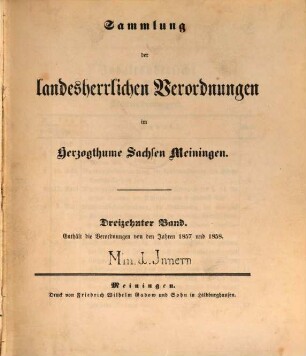 Sammlung
der
landesherrlichen Verordnungen
im
Herzogthume Sachsen Meiningen.
Dreizehnter Band.
Enthält die Verordnungen von den Jahren 1857 und 1858.
Min. d. Innern
Meiningen.
Druck von Friedrich Wilhelm Gadow und Sohn in Hildburghausen.